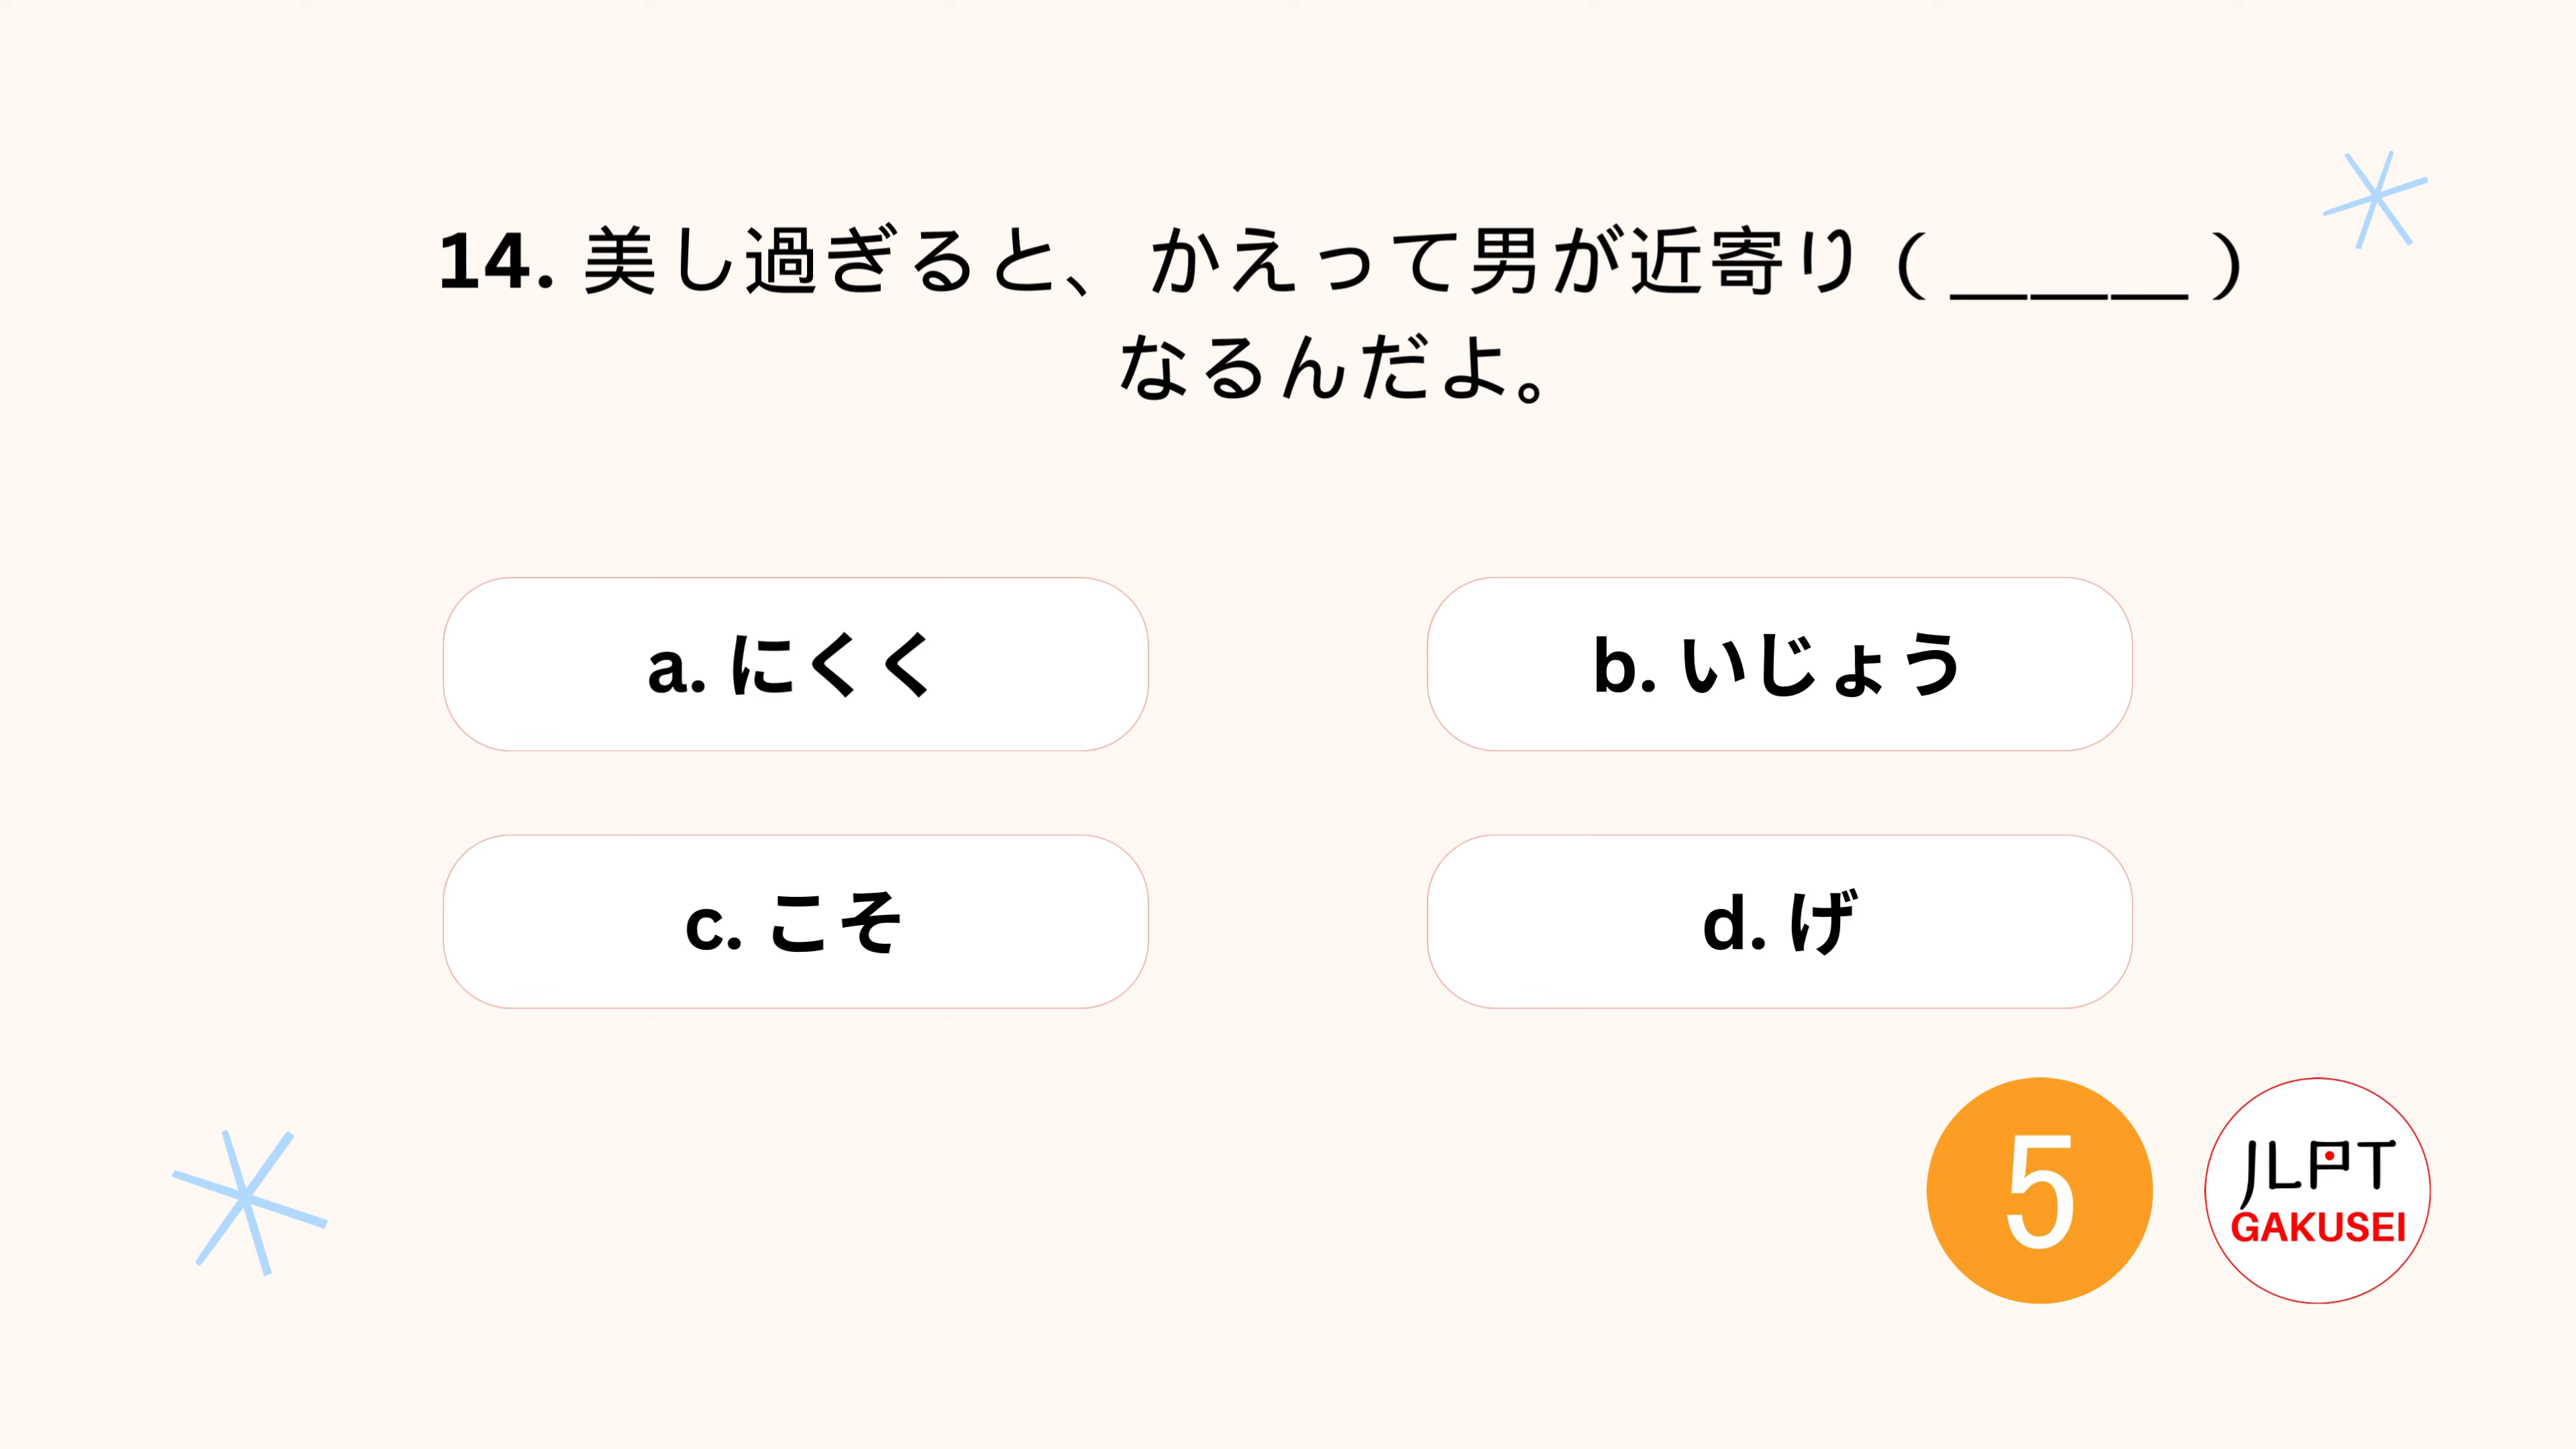 14. 美し過ぎると、かえって男が近寄り ( ______ )
なるんだよ。
a. にくく
b. いじょう
c. こそ
d. げ
5
JLPT
GAKUSEI